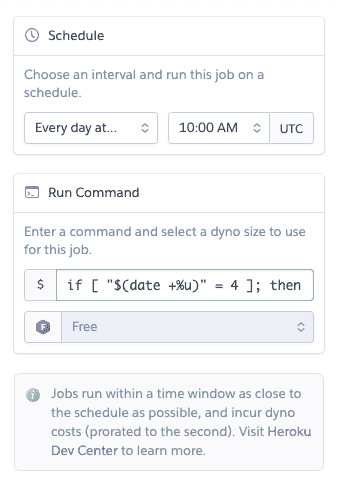 Schedule
Choose an interval and run this job on a
schedule.
Every day at...
10:00 AM
UTC
Run Command
Enter a command and select a dyno size to use
for this job.
$
if [ "$(date +%u)" = 4 ]; then
Free
Jobs run within a time window as close to
the schedule as possible, and incur dyno
costs (prorated to the second). Visit Heroku
Dev Center to learn more.